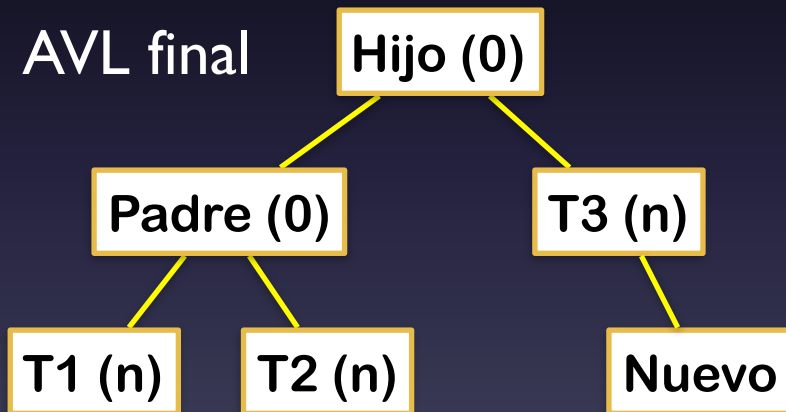 AVL final
Hijo (0)
Padre (0)
T3 (n)
T1 (n)
T2 (n)
Nuevo